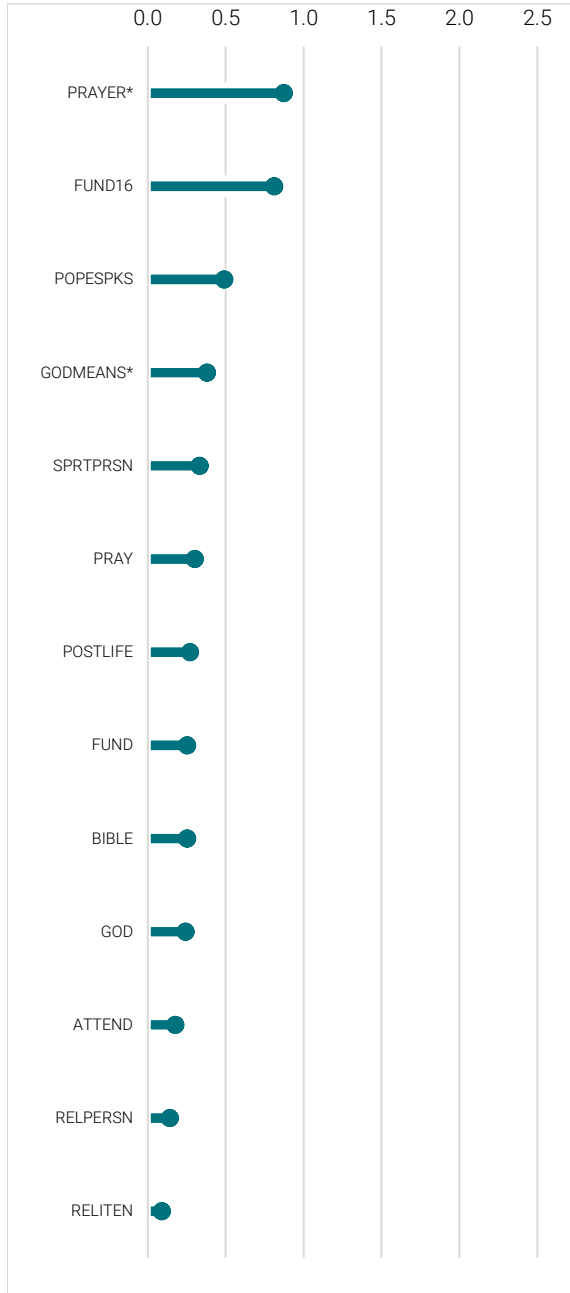 0.0 0.5 1.0 1.5 2.0 2.5
PRAYER*
FUND16
POPESPKS
GODMEANS*
SPRTPRSN
PRAY
POSTLIFE
FUND
BIBLE
GOD
ATTEND
RELPERSN
RELITEN